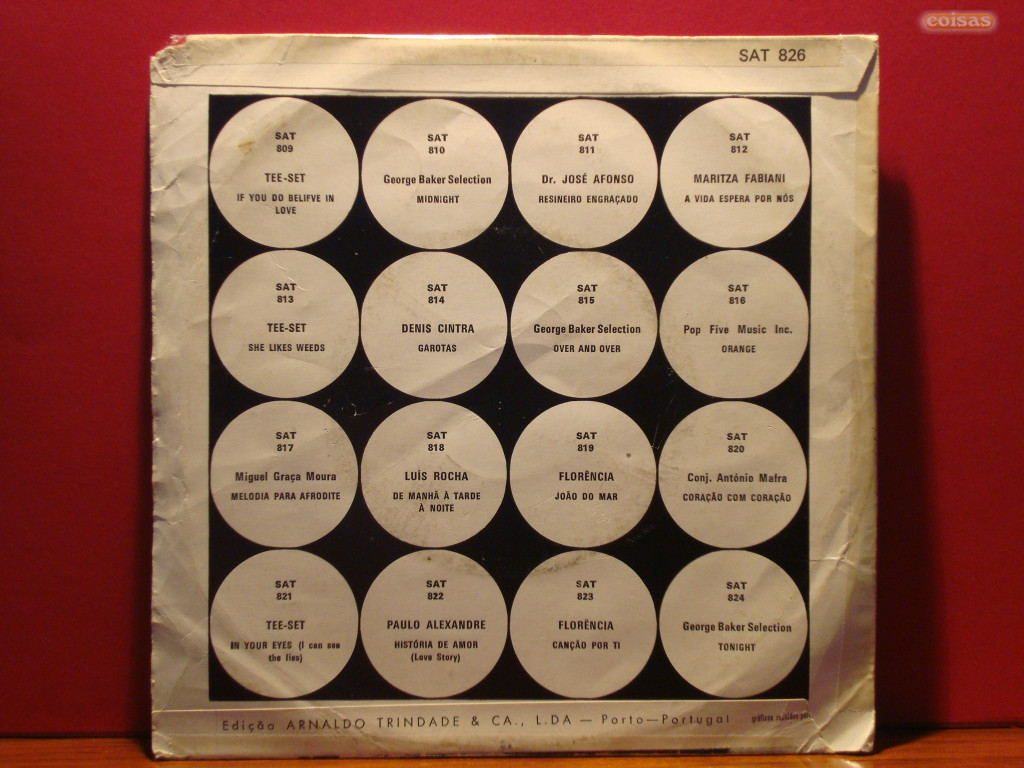 coisas
SAT 826
SAT
809
TEE-SET
IF YOU DO BELIFVE IN
LOVE
SAT
810
George Baker Selection
MIDNIGHT
SAT
811
Dr. JOSÉ AFONSO
RESINEIRO ENGRAÇADO
SAT
812
MARITZA FABIANI
A VIDA ESPERA POR NÓS
SAT
813
TEE-SET
SHE LIKES WEEDS
SAT
814
DENIS CINTRA
GAROTAS
SAT
815
George Baker Selection
OVER AND OVER
SAT
816
Pop Five Music Inc.
ORANGE
SAT
817
Miguel Graça Moura
MELODIA PARA AFRODITE
SAT
818
LUÍS ROCHA
DE MANHÃ À TARDE
À NOITE
SAT
819
FLORÊNCIA
JOÃO DO MAR
SAT
820
Conj. António Mafra
CORAÇÃO COM CORAÇÃO
SAT
821
TEE-SET
IN YOUR EYES (I can see
the lies)
SAT
822
PAULO ALEXANDRE
HISTÓRIA DE AMOR
(Love Story)
SAT
823
FLORÊNCIA
CANÇÃO POR TI
SAT
824
George Baker Selection
TONIGHT
Edição ARNALDO TRINDADE & CA., L.DA — Porto—Portugal